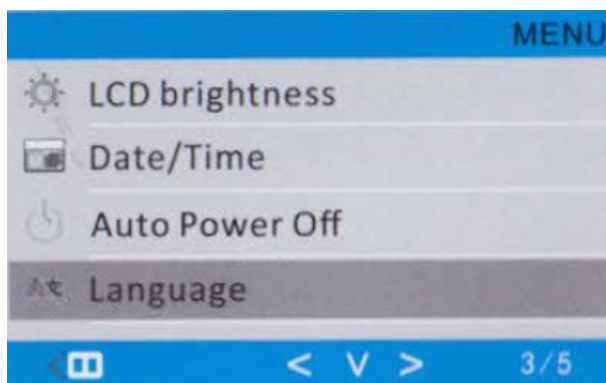 MENU
LCD brightness
Date/Time
Auto Power Off
Language
< V > 3/5